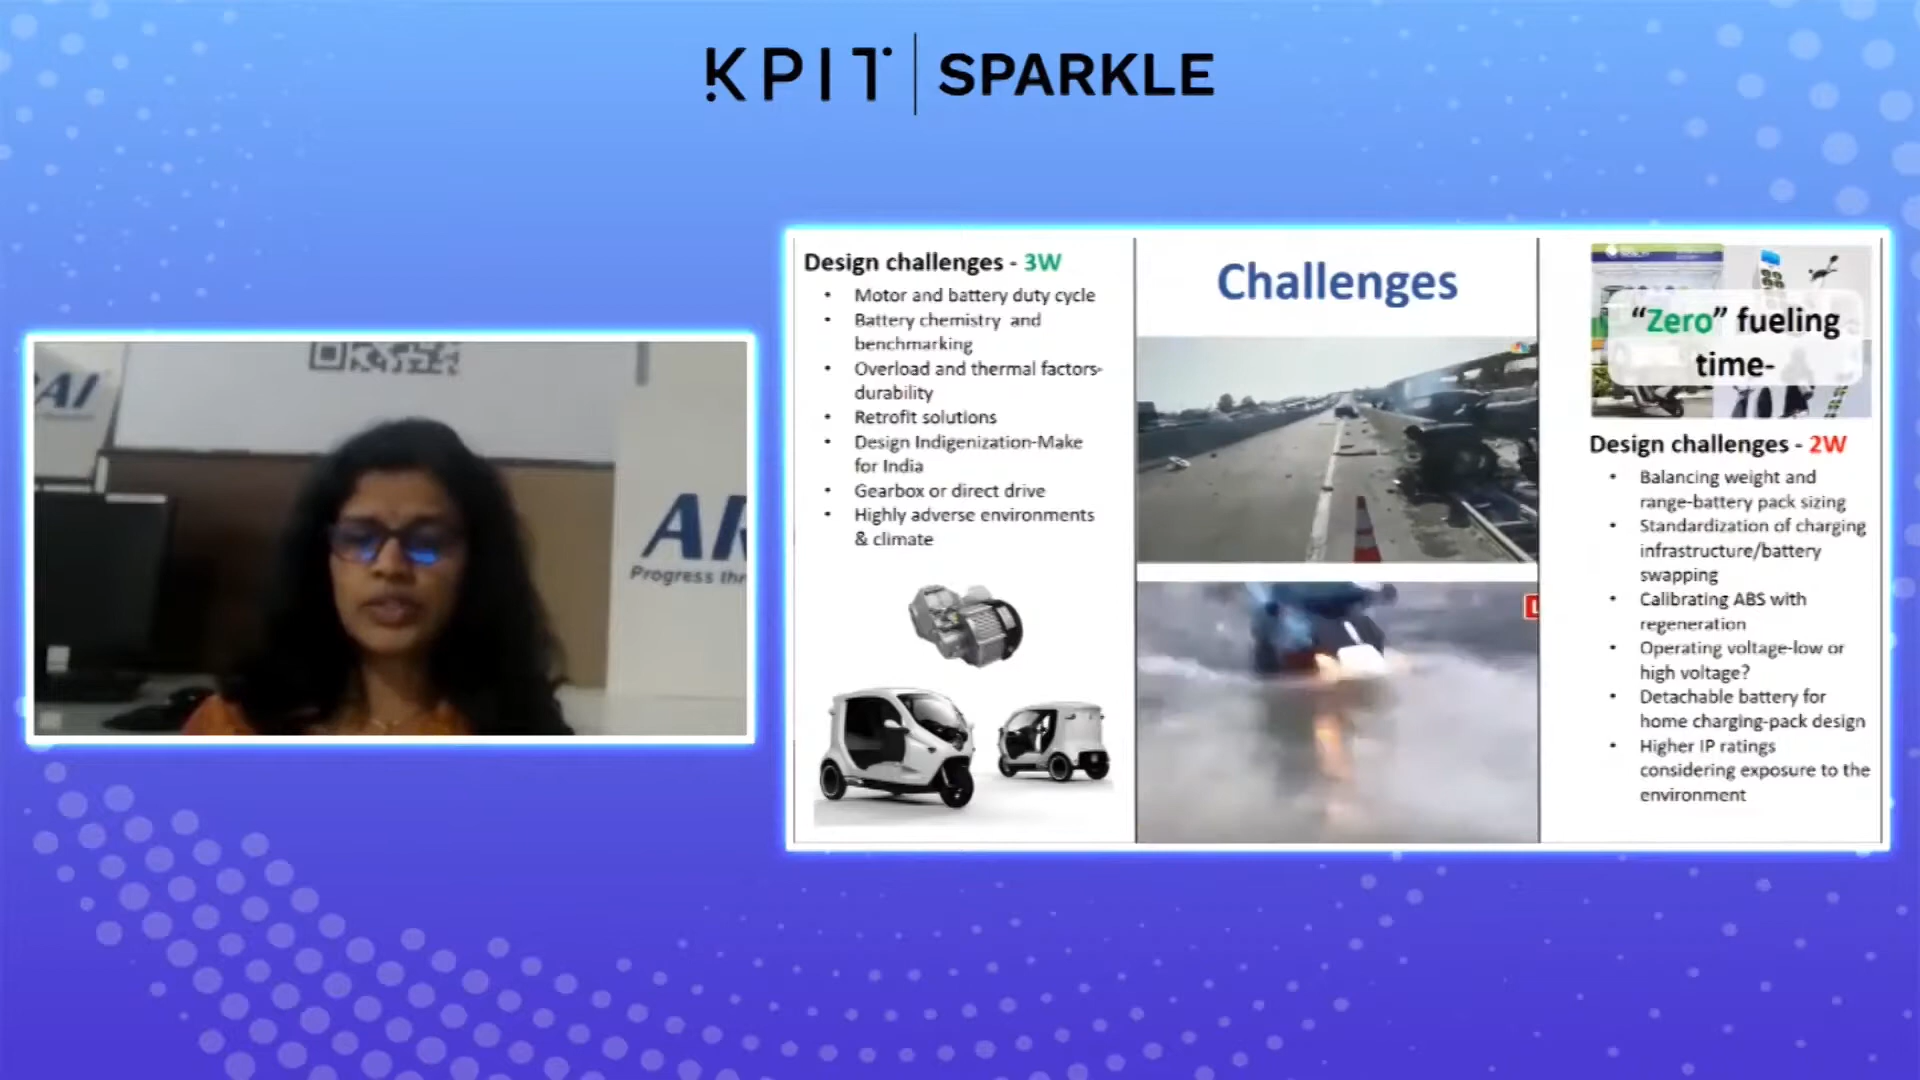 KPIT | SPARKLE
RAI
AR
Progress thr
Design challenges - 3W
• Motor and battery duty cycle
• Battery chemistry and
benchmarking
• Overload and thermal factors-
durability
• Retrofit solutions
• Design Indigenization-Make
for India
• Gearbox or direct drive
• Highly adverse environments
& climate
Challenges
L
“Zero” fueling
time-
Design challenges - 2W
• Balancing weight and
range-battery pack sizing
• Standardization of charging
infrastructure/battery
swapping
• Calibrating ABS with
regeneration
• Operating voltage-low or
high voltage?
• Detachable battery for
home charging-pack design
• Higher IP ratings
considering exposure to the
environment